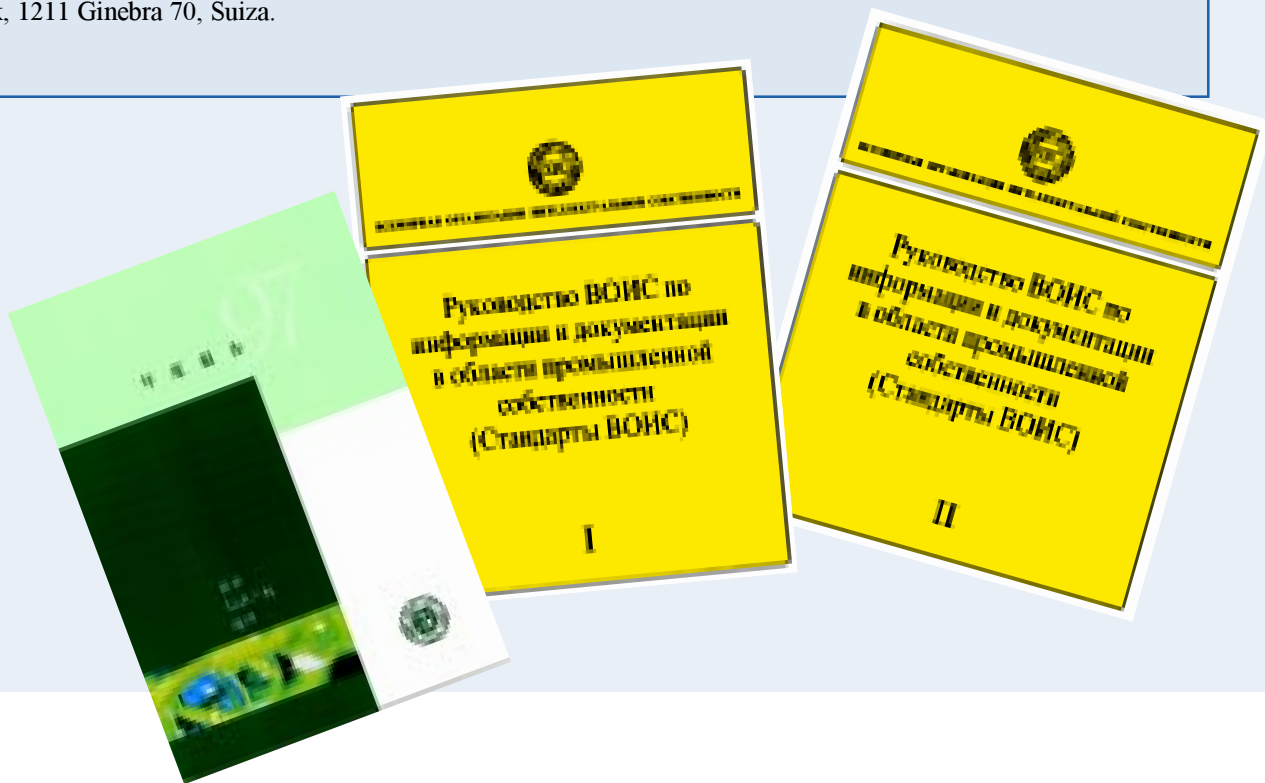 k, 1211 Ginebra 70, Suiza.
97
Руководство ВОИС по
информации и документации
в области промышленной
собственности
(Стандарты ВОИС)
I
Руководство ВОИС по
информации и документации
в области промышленной
собственности
(Стандарты ВОИС)
II